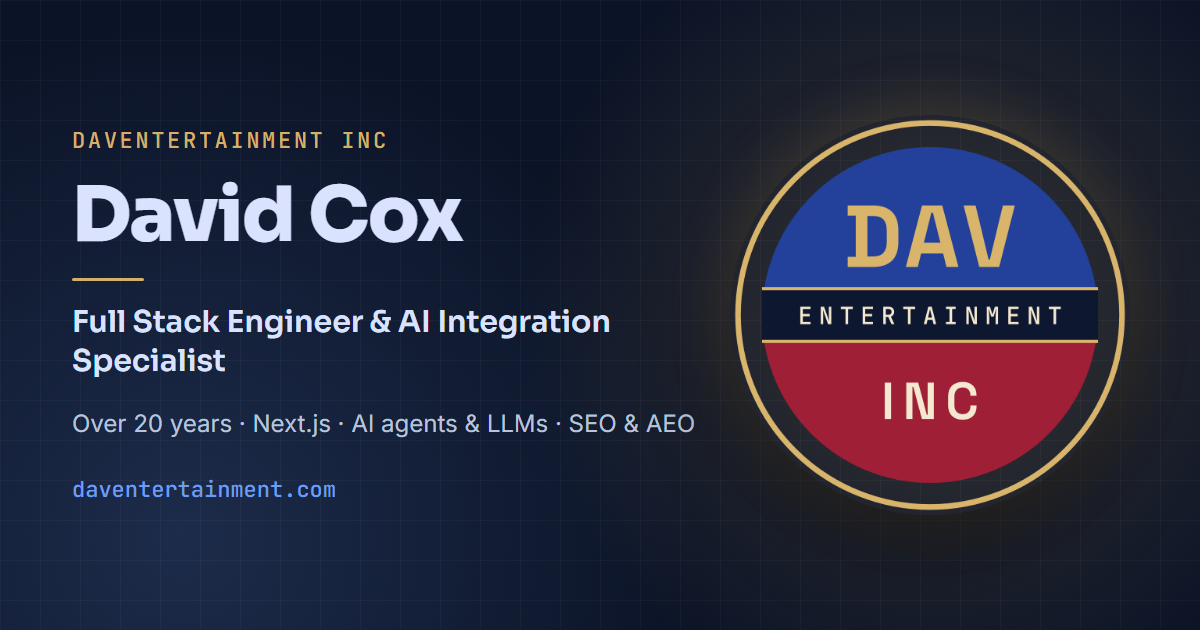 DAVENTERTAINMENT INC
David Cox
Full Stack Engineer & AI Integration
Specialist
Over 20 years · Next.js · AI agents & LLMs · SEO & AEO
daventertainment.com
DAV
ENTERTAINMENT
INC